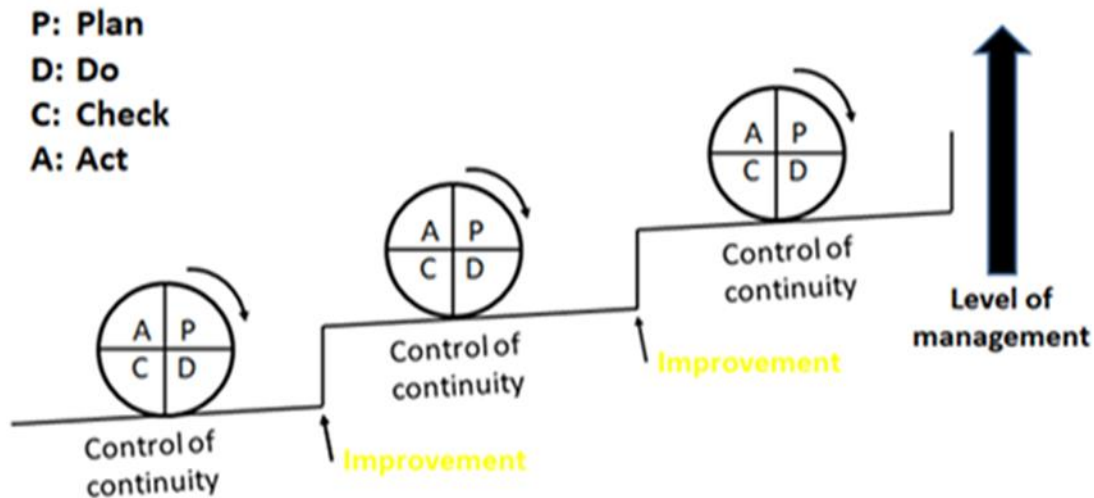 P: Plan
D: Do
C: Check
A: Act
A P
C D
Control of
continuity
Improvement
A P
C D
Control of
continuity
Improvement
A P
C D
Control of
continuity
Level of
management